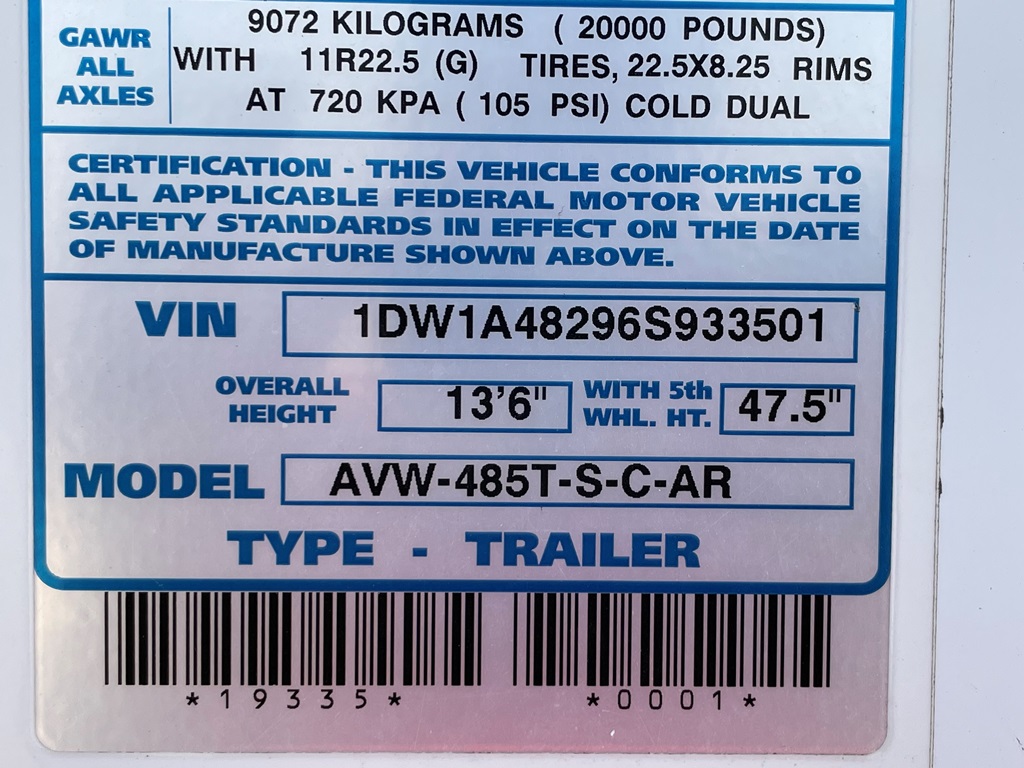 GAWR ALL AXLES
9072 KILOGRAMS ( 20000 POUNDS)
WITH 11R22.5 (G) TIRES, 22.5X8.25 RIMS
AT 720 KPA ( 105 PSI) COLD DUAL
CERTIFICATION - THIS VEHICLE CONFORMS TO
ALL APPLICABLE FEDERAL MOTOR VEHICLE
SAFETY STANDARDS IN EFFECT ON THE DATE
OF MANUFACTURE SHOWN ABOVE.
VIN 1DW1A48296S933501
OVERALL HEIGHT 13'6" WITH 5th WHL. HT. 47.5"
MODEL AVW-485T-S-C-AR
TYPE - TRAILER
*19335* *0001*